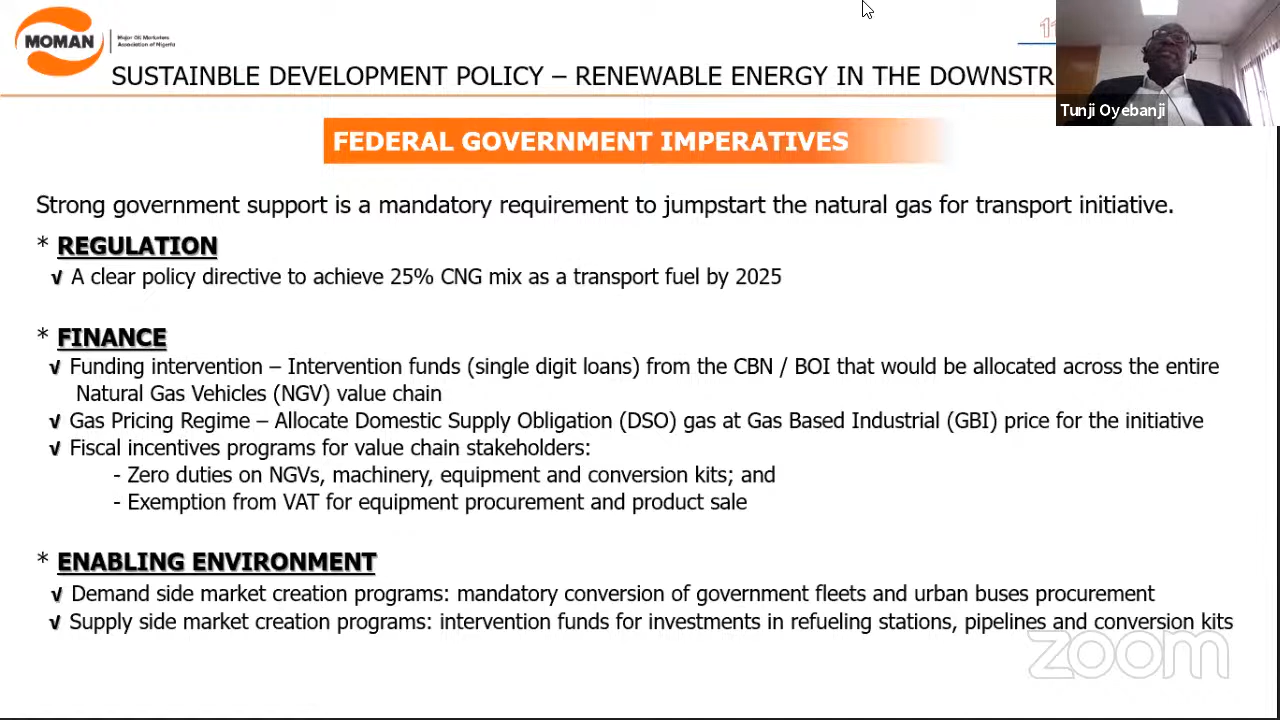 MOMAN
Major Oil Marketers
Association of Nigeria
11
SUSTAINBLE DEVELOPMENT POLICY – RENEWABLE ENERGY IN THE DOWNSTR
Tunji Oyebanji
FEDERAL GOVERNMENT IMPERATIVES
Strong government support is a mandatory requirement to jumpstart the natural gas for transport initiative.
* REGULATION
√ A clear policy directive to achieve 25% CNG mix as a transport fuel by 2025
* FINANCE
√ Funding intervention – Intervention funds (single digit loans) from the CBN / BOI that would be allocated across the entire
Natural Gas Vehicles (NGV) value chain
√ Gas Pricing Regime – Allocate Domestic Supply Obligation (DSO) gas at Gas Based Industrial (GBI) price for the initiative
√ Fiscal incentives programs for value chain stakeholders:
- Zero duties on NGVs, machinery, equipment and conversion kits; and
- Exemption from VAT for equipment procurement and product sale
* ENABLING ENVIRONMENT
√ Demand side market creation programs: mandatory conversion of government fleets and urban buses procurement
√ Supply side market creation programs: intervention funds for investments in refueling stations, pipelines and conversion kits
zoom